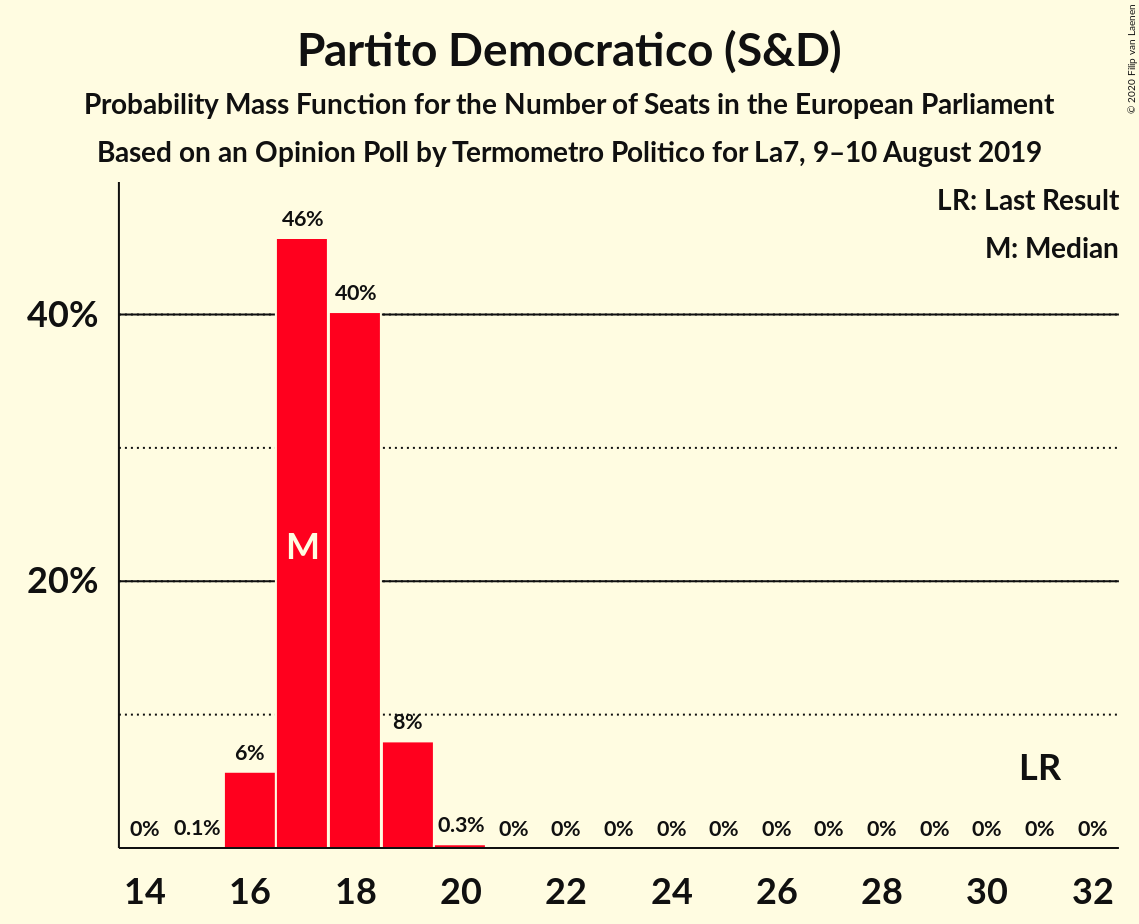 Partito Democratico (S&D)
Probability Mass Function for the Number of Seats in the European Parliament
Based on an Opinion Poll by Termometro Politico for La7, 9–10 August 2019
© 2020 Filip van Laenen
LR: Last Result
M: Median
46%
40%
40%
M
20%
8%
6%
LR
0% 0.1% 0.3% 0% 0% 0% 0% 0% 0% 0% 0% 0% 0% 0% 0%
14 16 18 20 22 24 26 28 30 32